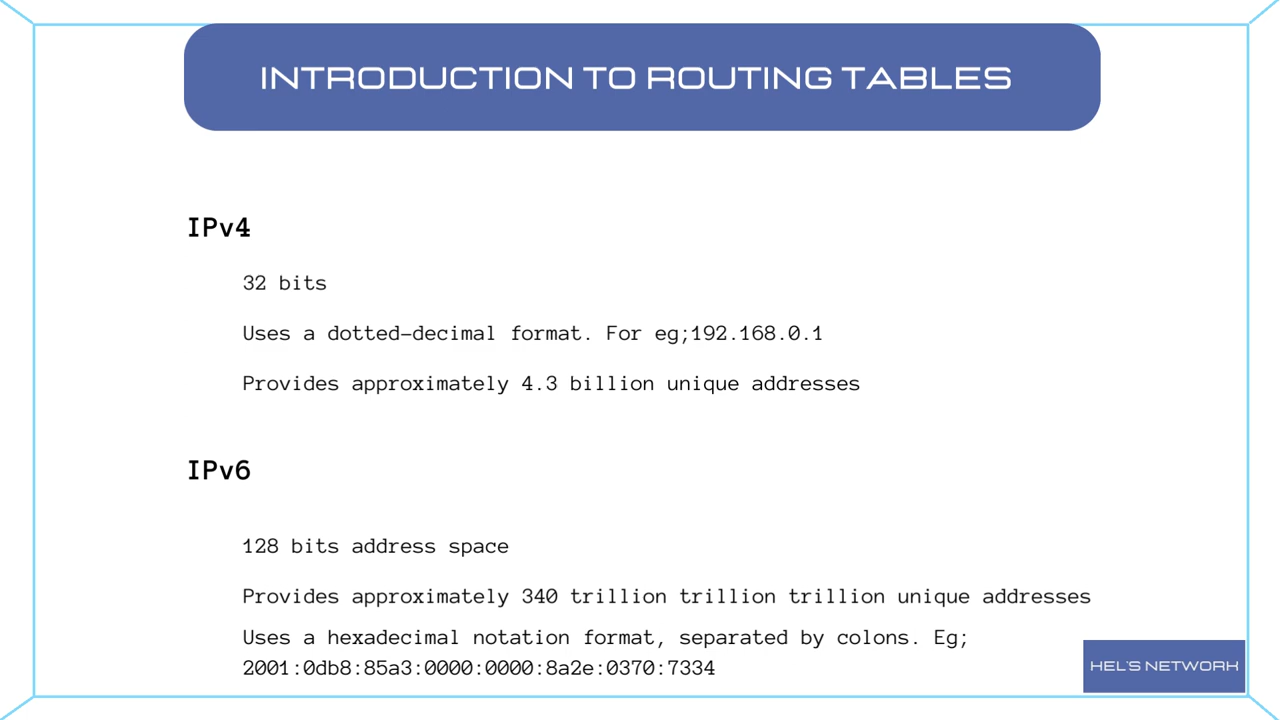 INTRODUCTION TO ROUTING TABLES
IPv4
32 bits
Uses a dotted-decimal format. For eg;192.168.0.1
Provides approximately 4.3 billion unique addresses
IPv6
128 bits address space
Provides approximately 340 trillion trillion trillion unique addresses
Uses a hexadecimal notation format, separated by colons. Eg;
2001:0db8:85a3:0000:0000:8a2e:0370:7334
HEL'S NETWORK